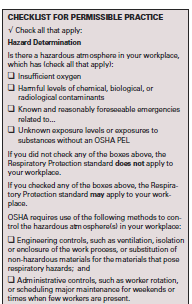 CHECKLIST FOR PERMISSIBLE PRACTICE
√ Check all that apply:
Hazard Determination
Is there a hazardous atmosphere in your workplace,
which has (check all that apply):
❑ Insufficient oxygen
❑ Harmful levels of chemical, biological, or
radiological contaminants
❑ Known and reasonably foreseeable emergencies
related to...
❑ Unknown exposure levels or exposures to
substances without an OSHA PEL
If you did not check any of the boxes above, the
Respiratory Protection standard does not apply to
your workplace.
If you checked any of the boxes above, the Respira-
tory Protection standard may apply to your work-
place.
OSHA requires use of the following methods to con-
trol the hazardous atmosphere(s) in your workplace:
❑ Engineering controls, such as ventilation, isolation
or enclosure of the work processes, or substitution of
non-hazardous materials for the materials that pose
respiratory hazards; and
❑ Administrative controls, such as worker rotation,
or scheduling major maintenance for weekends or
times when few workers are present.